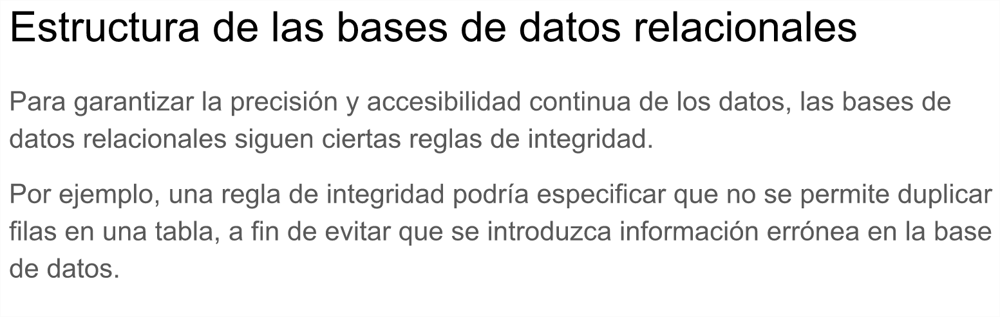 Estructura de las bases de datos relacionales
Para garantizar la precisión y accesibilidad continua de los datos, las bases de
datos relacionales siguen ciertas reglas de integridad.
Por ejemplo, una regla de integridad podría especificar que no se permite duplicar
filas en una tabla, a fin de evitar que se introduzca información errónea en la base
de datos.